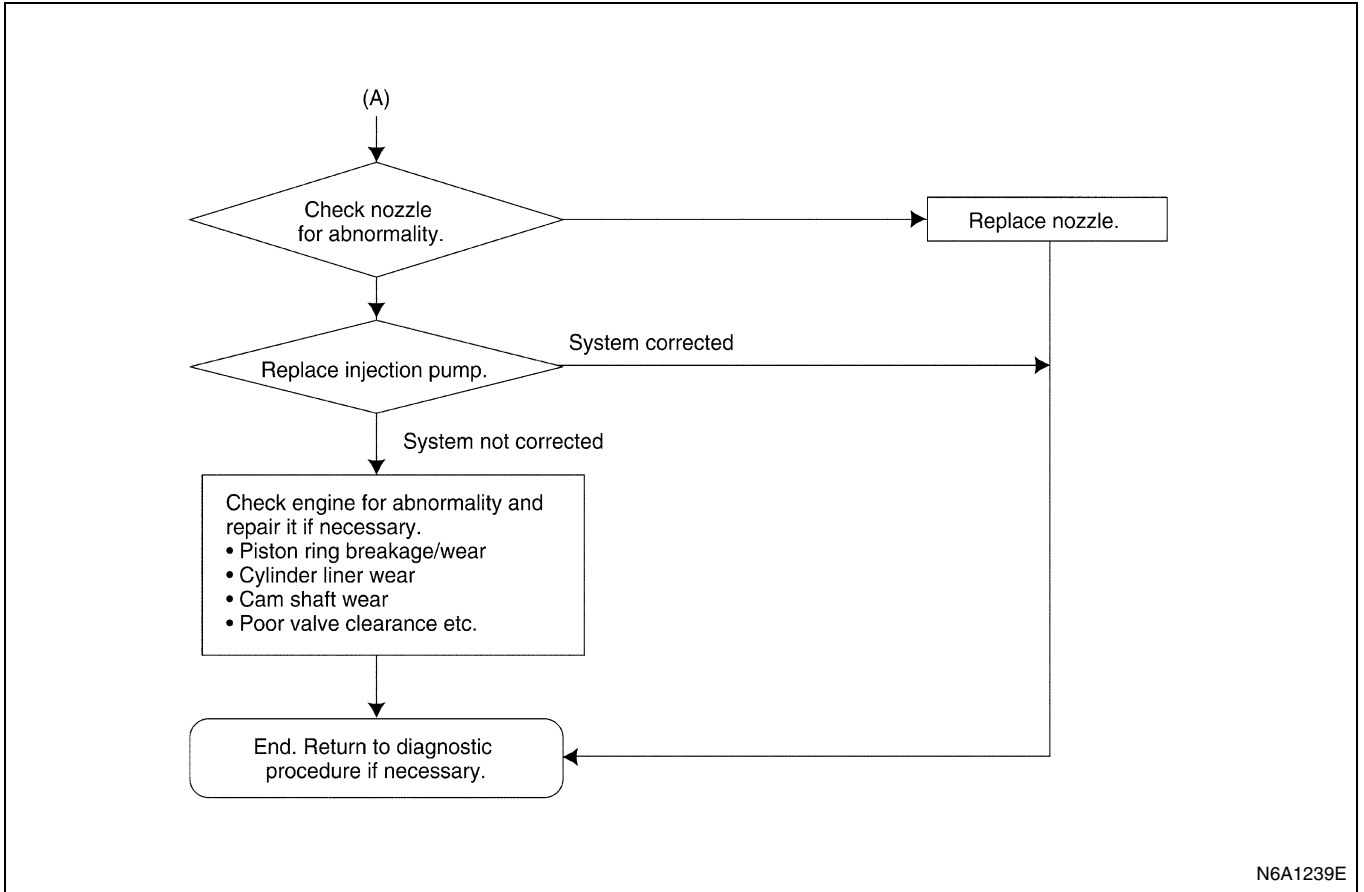 (A)
Check nozzle
for abnormality.
Replace nozzle.
System corrected
Replace injection pump.
System not corrected
Check engine for abnormality and
repair it if necessary.
• Piston ring breakage/wear
• Cylinder liner wear
• Cam shaft wear
• Poor valve clearance etc.
End. Return to diagnostic
procedure if necessary.
N6A1239E